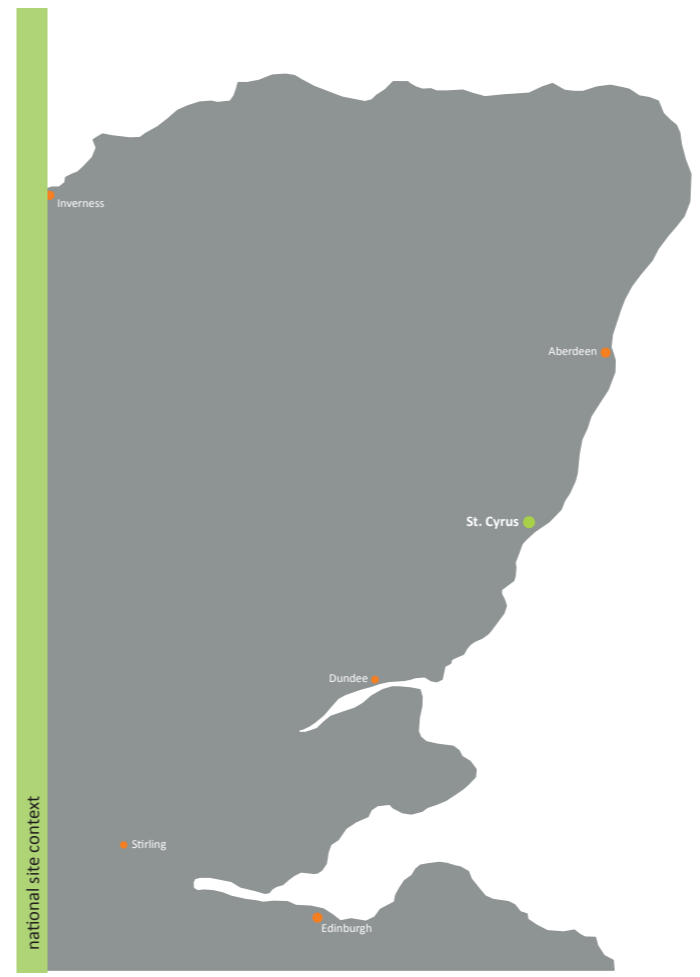 national site context
Inverness
Aberdeen
St. Cyrus
Dundee
Stirling
Edinburgh